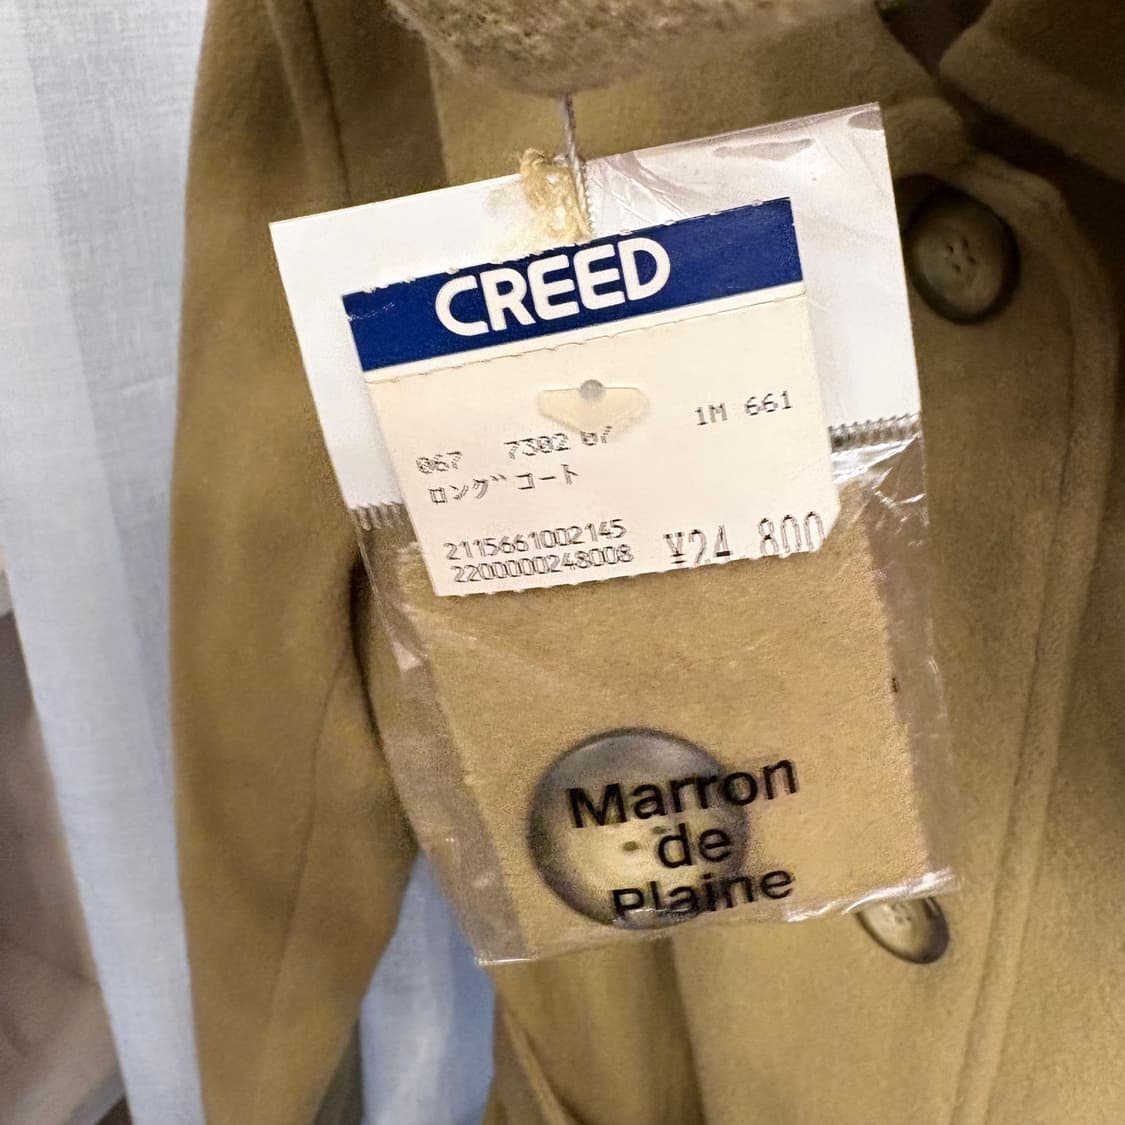 CREED
1M 661
067 7302 07
ロングコート
2115661002145
2200000248008
¥24,800
Marron
de
Plaine